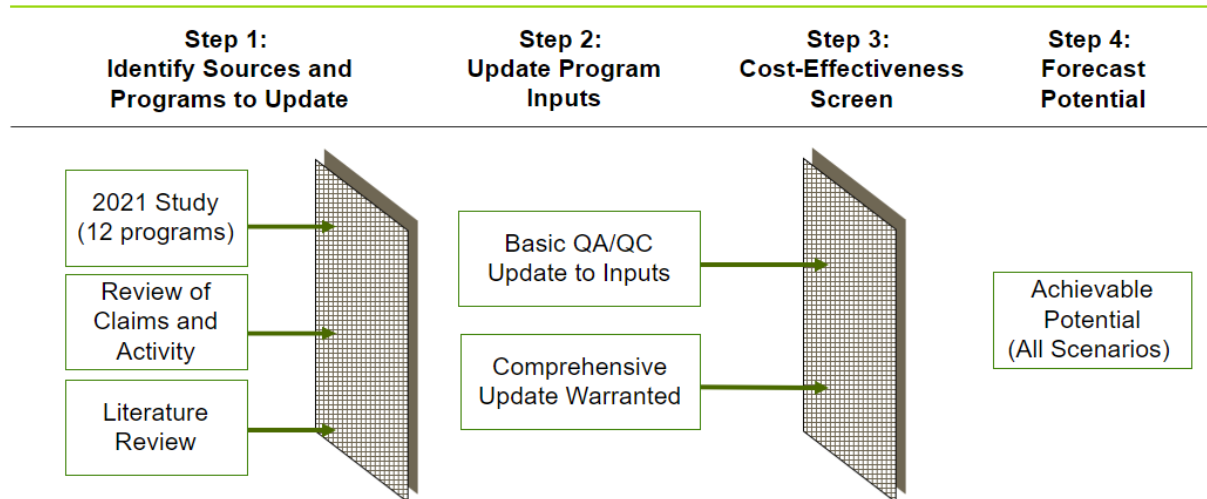 Step 1:
Identify Sources and
Programs to Update
Step 2:
Update Program
Inputs
Step 3:
Cost-Effectiveness
Screen
Step 4:
Forecast
Potential
2021 Study
(12 programs)
Review of
Claims and
Activity
Literature
Review
Basic QA/QC
Update to Inputs
Comprehensive
Update Warranted
Achievable
Potential
(All Scenarios)